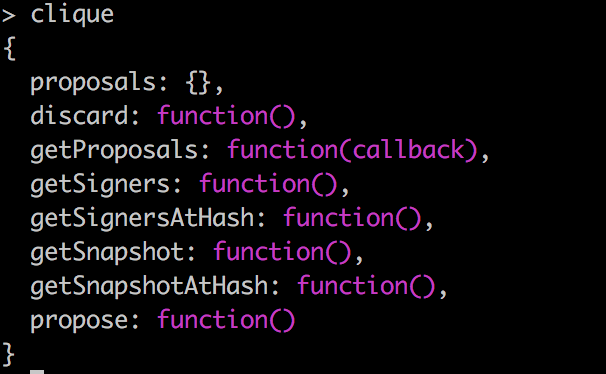 > clique
{
  proposals: {},
  discard: function(),
  getProposals: function(callback),
  getSigners: function(),
  getSignersAtHash: function(),
  getSnapshot: function(),
  getSnapshotAtHash: function(),
  propose: function()
}